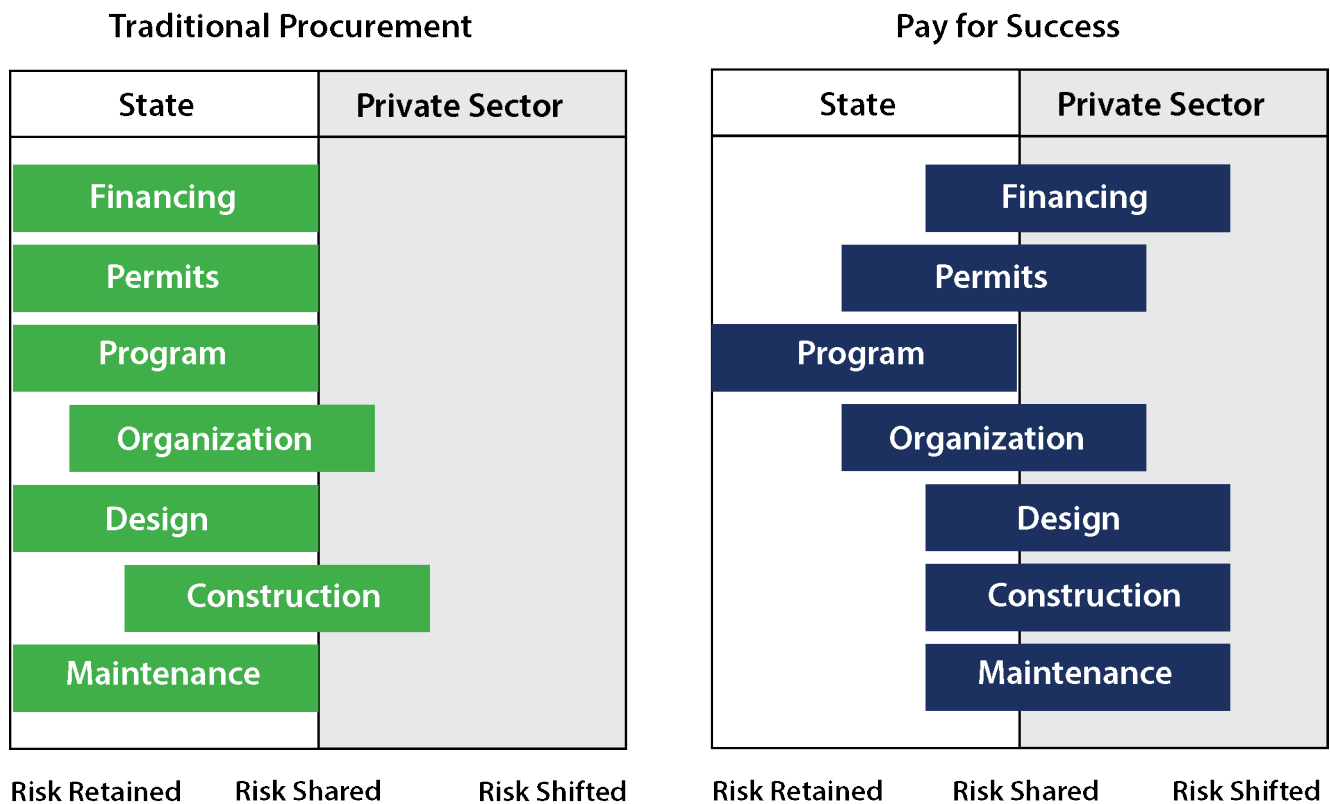 Traditional Procurement
State
Private Sector
Financing
Permits
Program
Organization
Design
Construction
Maintenance
Risk Retained
Risk Shared
Risk Shifted
Pay for Success
State
Private Sector
Financing
Permits
Program
Organization
Design
Construction
Maintenance
Risk Retained
Risk Shared
Risk Shifted